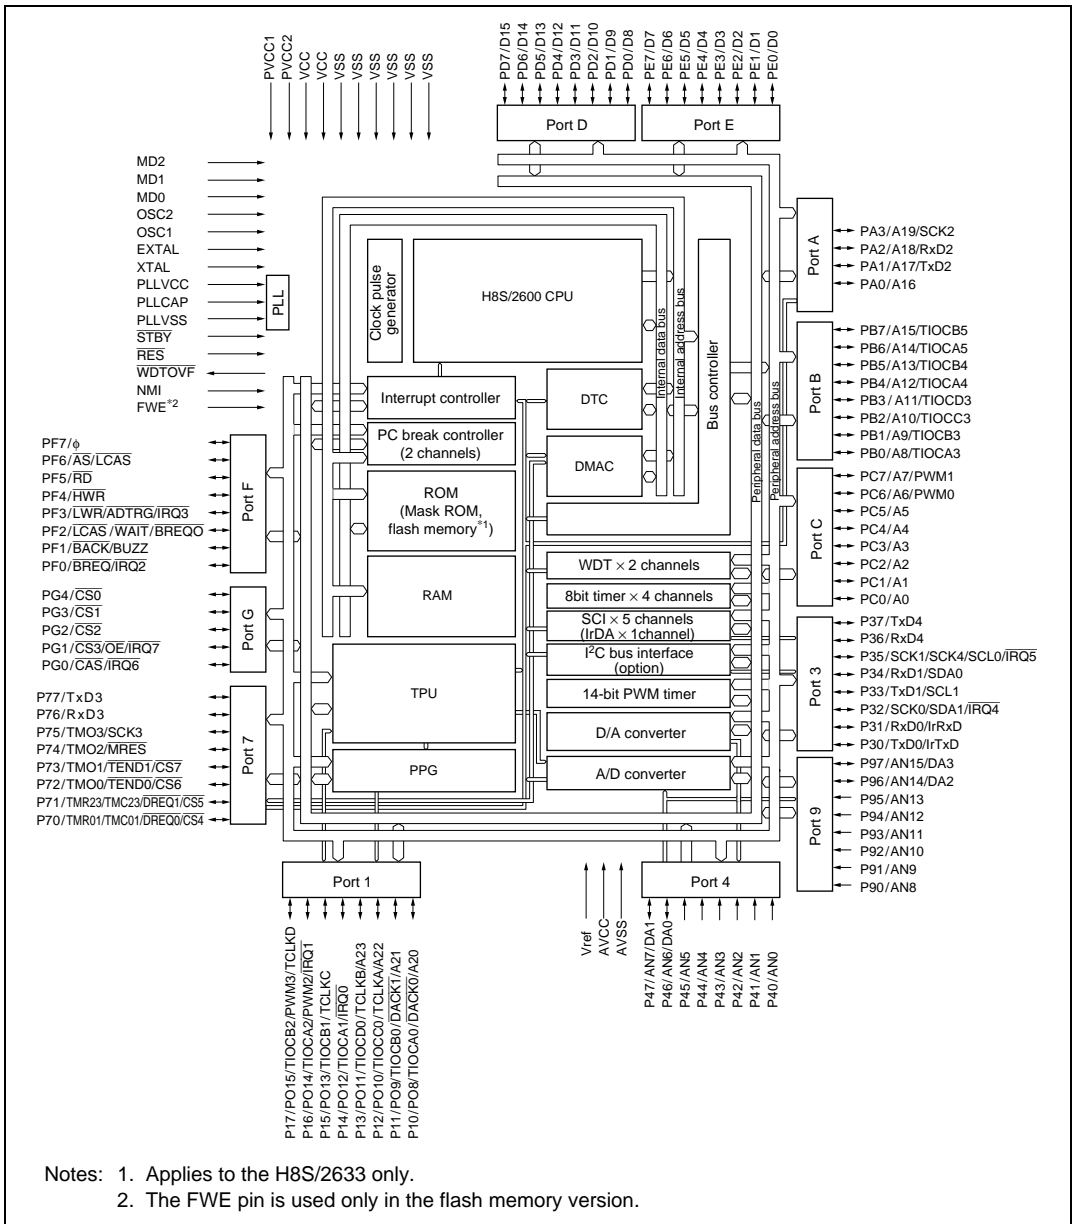 PVCC1
PVCC2
VCC
VCC
VSS
VSS
VSS
VSS
VSS
VSS
PD7/D15
PD6/D14
PD5/D13
PD4/D12
PD3/D11
PD2/D10
PD1/D9
PD0/D8
PE7/D7
PE6/D6
PE5/D5
PE4/D4
PE3/D3
PE2/D2
PE1/D1
PE0/D0
Port D
Port E
MD2
MD1
MD0
OSC2
OSC1
EXTAL
XTAL
PLLVCC
PLLCAP
PLLVSS
STBY
RES
WDTOVF
NMI
FWE*2
PLL
Clock pulse
generator
H8S/2600 CPU
Internal data bus
Internal address bus
Bus controller
Peripheral data bus
Peripheral address bus
Interrupt controller
PC break controller
(2 channels)
ROM
(Mask ROM,
flash memory*1)
RAM
TPU
PPG
DTC
DMAC
WDT × 2 channels
8bit timer × 4 channels
SCI × 5 channels
(IrDA × 1channel)
I2C bus interface
(option)
14-bit PWM timer
D/A converter
A/D converter
Port A
PA3/A19/SCK2
PA2/A18/RxD2
PA1/A17/TxD2
PA0/A16
Port B
PB7/A15/TIOCB5
PB6/A14/TIOCA5
PB5/A13/TIOCB4
PB4/A12/TIOCA4
PB3/ A11/TIOCD3
PB2/A10/TIOCC3
PB1/A9/TIOCB3
PB0/A8/TIOCA3
Port C
PC7/A7/PWM1
PC6/A6/PWM0
PC5/A5
PC4/A4
PC3/A3
PC2/A2
PC1/A1
PC0/A0
Port 3
P37/TxD4
P36/RxD4
P35/SCK1/SCK4/SCL0/IRQ5
P34/RxD1/SDA0
P33/TxD1/SCL1
P32/SCK0/SDA1/IRQ4
P31/RxD0/IrRxD
P30/TxD0/IrTxD
Port 9
P97/AN15/DA3
P96/AN14/DA2
P95/AN13
P94/AN12
P93/AN11
P92/AN10
P91/AN9
P90/AN8
PF7/φ
PF6/AS/LCAS
PF5/RD
PF4/HWR
PF3/LWR/ADTRG/IRQ3
PF2/LCAS/WAIT/BREQO
PF1/BACK/BUZZ
PF0/BREQ/IRQ2
Port F
PG4/CS0
PG3/CS1
PG2/CS2
PG1/CS3/OE/IRQ7
PG0/CAS/IRQ6
Port G
P77/TxD3
P76/RxD3
P75/TMO3/SCK3
P74/TMO2/MRES
P73/TMO1/TEND1/CS7
P72/TMO0/TEND0/CS6
P71/TMR23/TMC23/DREQ1/CS5
P70/TMR01/TMC01/DREQ0/CS4
Port 7
Port 1
P17/PO15/TIOCB2/PWM3/TCLKD
P16/PO14/TIOCA2/PWM2/IRQ1
P15/PO13/TIOCB1/TCLKC
P14/PO12/TIOCA1/IRQ0
P13/PO11/TIOCD0/TCLKB/A23
P12/PO10/TIOCC0/TCLKA/A22
P11/PO9/TIOCB0/DACK1/A21
P10/PO8/TIOCA0/DACK0/A20
Vref
AVCC
AVSS
Port 4
P47/AN7/DA1
P46/AN6/DA0
P45/AN5
P44/AN4
P43/AN3
P42/AN2
P41/AN1
P40/AN0
Notes: 1. Applies to the H8S/2633 only.
2. The FWE pin is used only in the flash memory version.